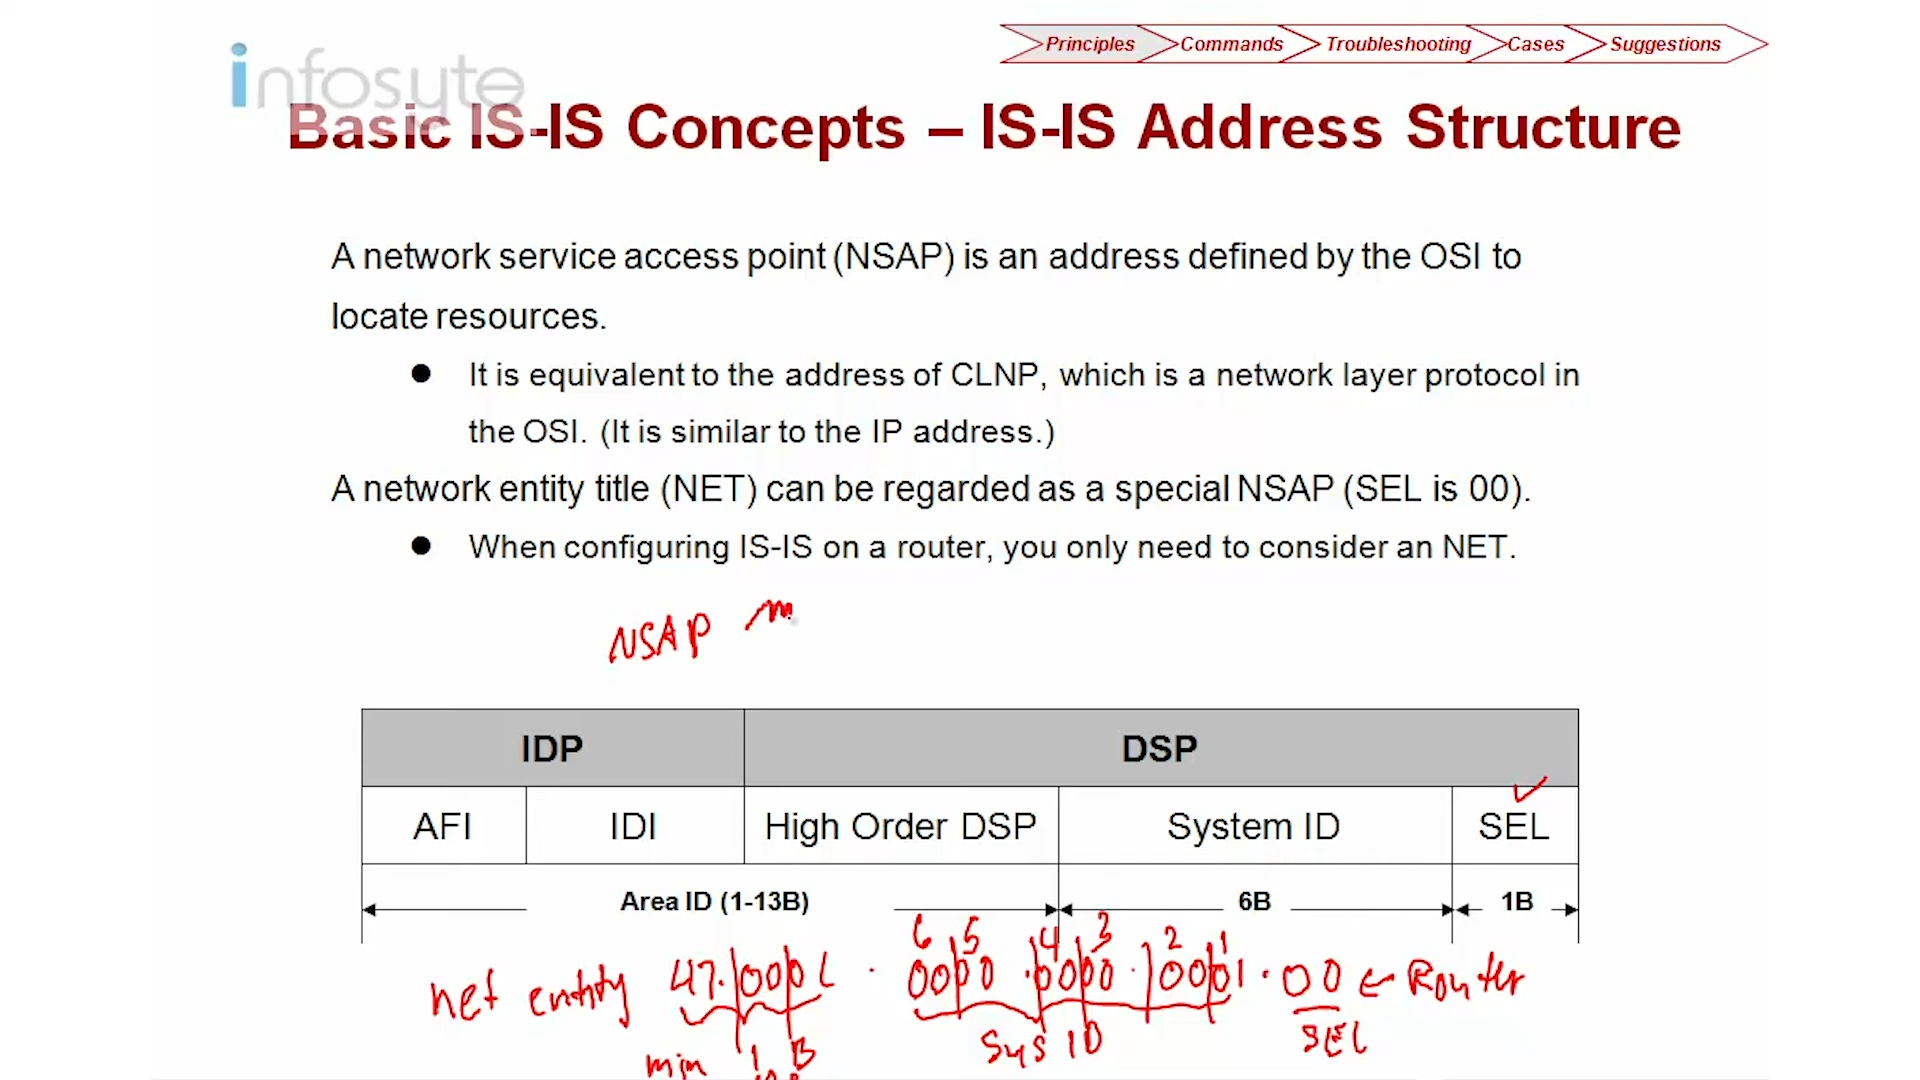 Principles Commands Troubleshooting Cases Suggestions
infosyte
Basic IS-IS Concepts – IS-IS Address Structure
A network service access point (NSAP) is an address defined by the OSI to
locate resources.
● It is equivalent to the address of CLNP, which is a network layer protocol in
the OSI. (It is similar to the IP address.)
A network entity title (NET) can be regarded as a special NSAP (SEL is 00).
● When configuring IS-IS on a router, you only need to consider an NET.
NSAP
IDP DSP
AFI IDI High Order DSP System ID SEL
Area ID (1-13B) 6B 1B
6 5 4 3 2 1
net entity 47.0001.0000.0000.0001.00 ← Router
Sys ID SEL
min 1 B